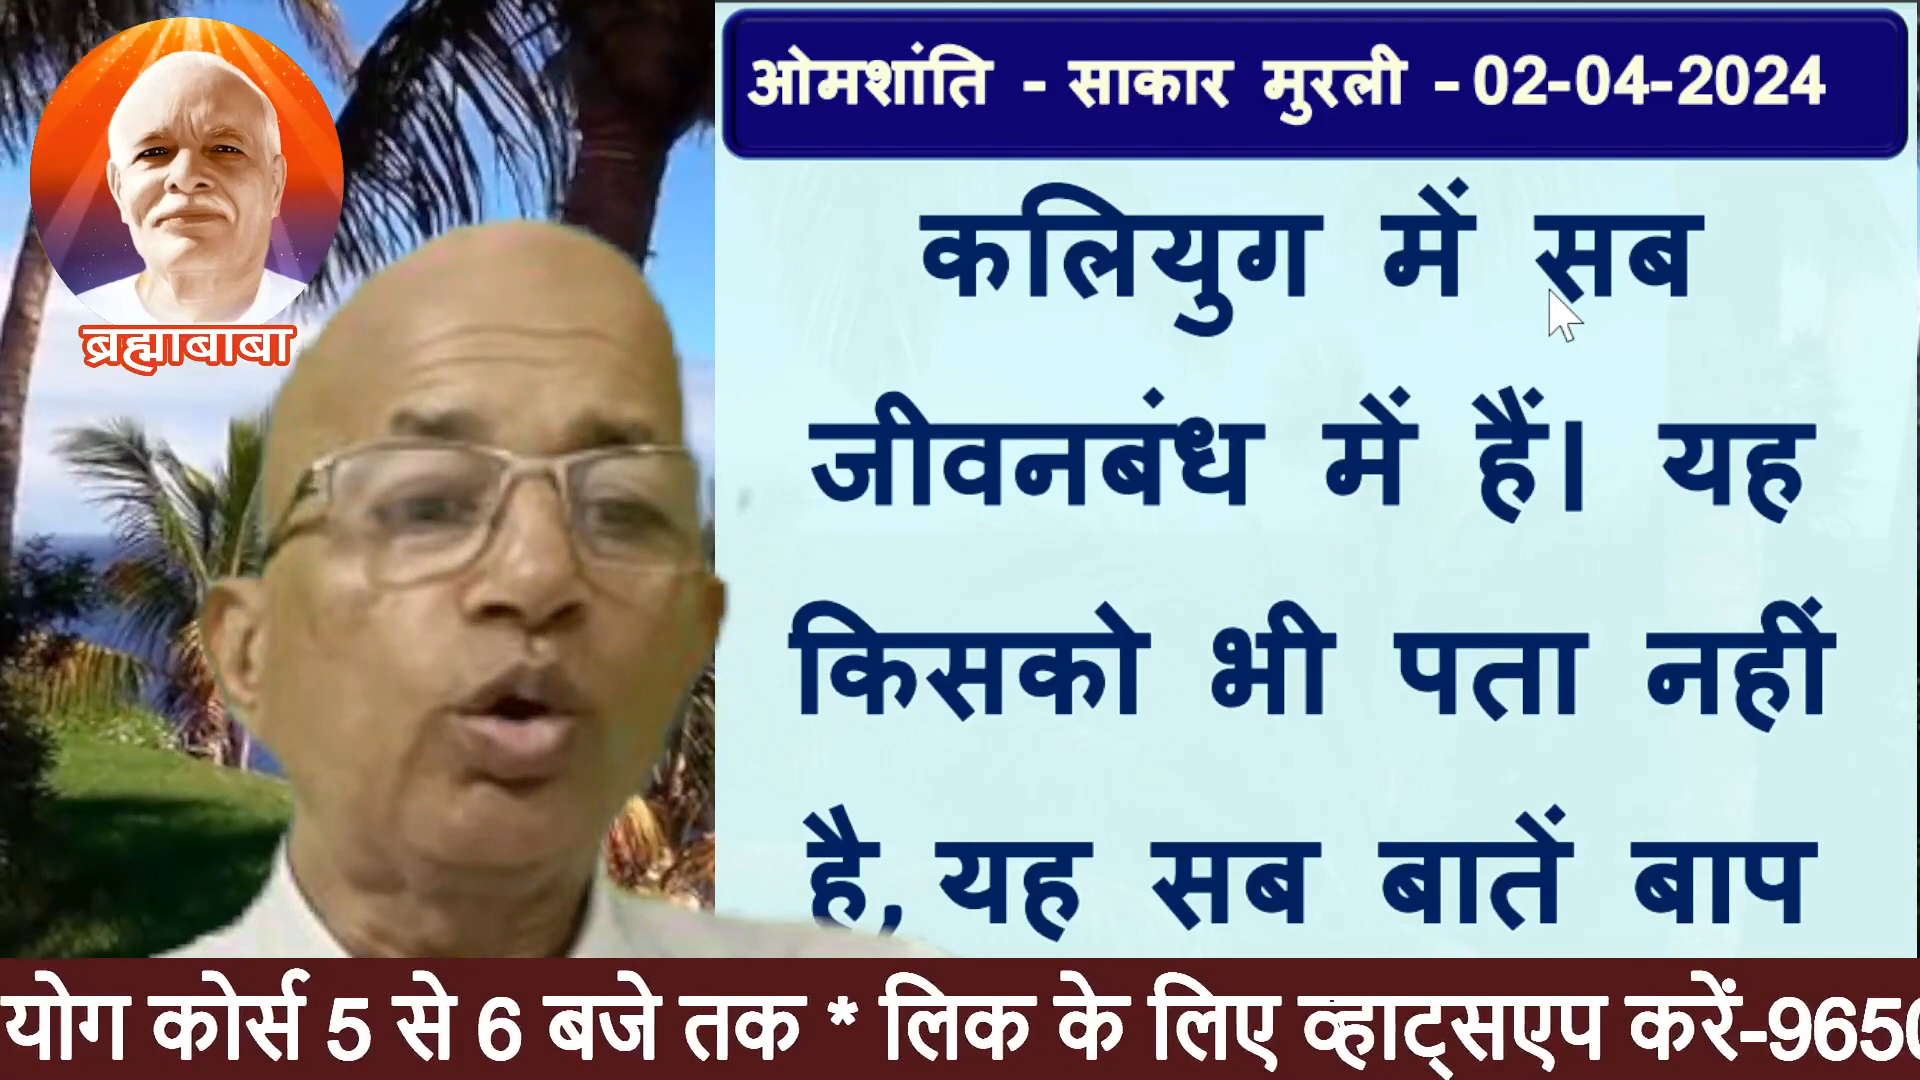 ओमशांति - साकार मुरली - 02-04-2024
ब्रह्माबाबा
कलियुग में सब
जीवनबंध में हैं। यह
किसको भी पता नहीं
है, यह सब बातें बाप
योग कोर्स 5 से 6 बजे तक * लिक के लिए व्हाट्सएप करें-965